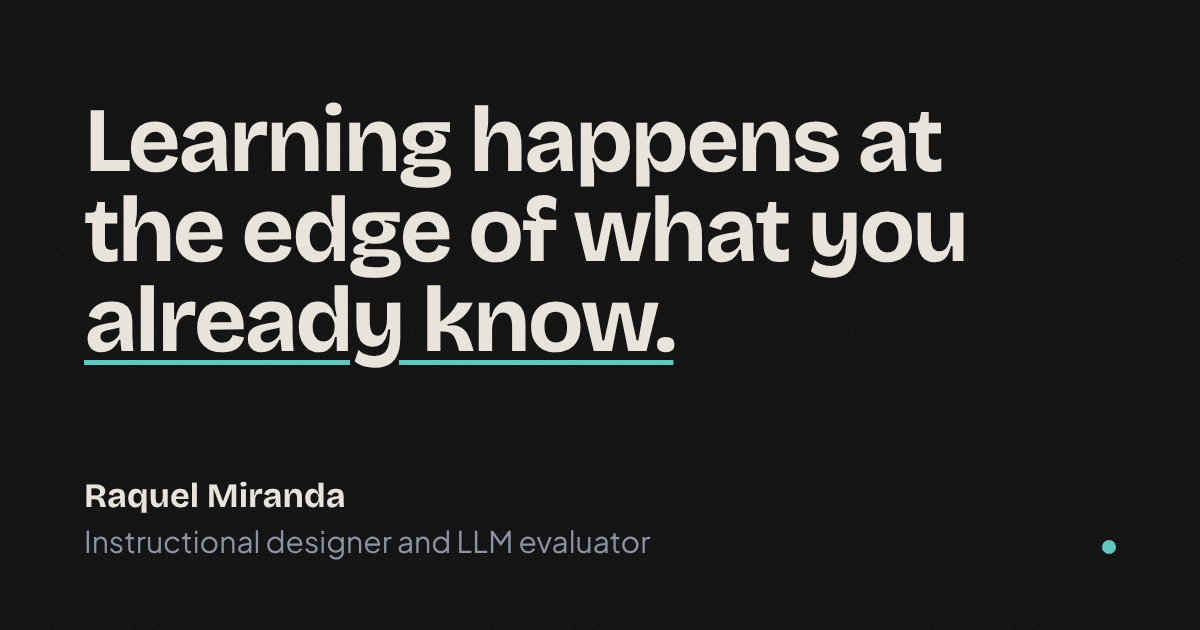 Learning happens at
the edge of what you
already know.
Raquel Miranda
Instructional designer and LLM evaluator